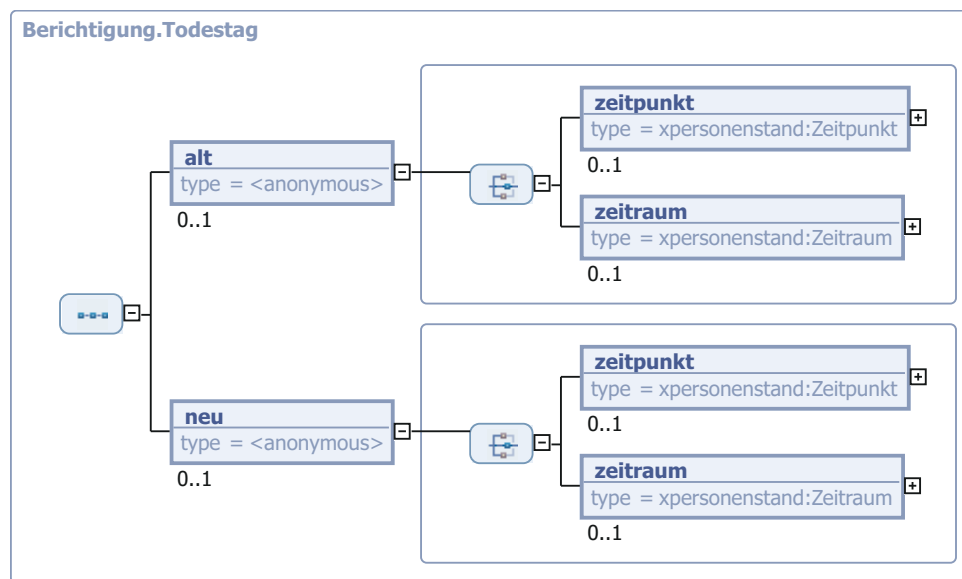 Berichtigung.Todestag
zeitpunkt
type = xpersonenstand:Zeitpunkt
0..1
alt
type = <anonymous>
0..1
zeitraum
type = xpersonenstand:Zeitraum
0..1
zeitpunkt
type = xpersonenstand:Zeitpunkt
0..1
neu
type = <anonymous>
0..1
zeitraum
type = xpersonenstand:Zeitraum
0..1